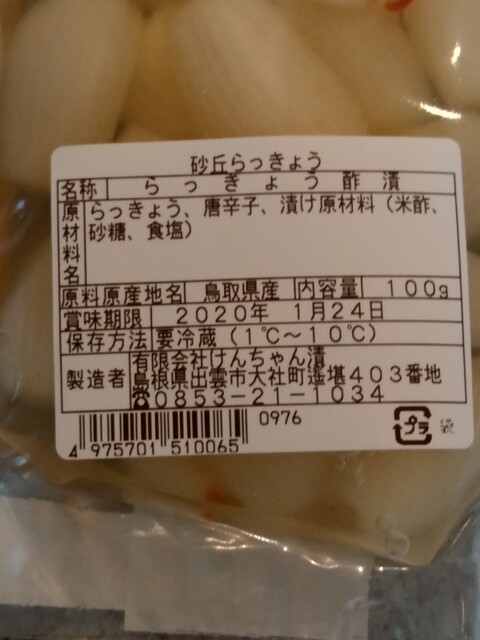 砂丘らっきょう
名称 らっきょう酢漬
原材料名 らっきょう、唐辛子、漬け原材料（米酢、
砂糖、食塩）
原料原産地名 鳥取県産 内容量 100g
賞味期限 2020年 1月24日
保存方法 要冷蔵（1℃～10℃）
製造者 有限会社けんちゃん漬
島根県出雲市大社町遙堪403番地
☎0853-21-1034
0976
4 975701 510065
プラ 袋